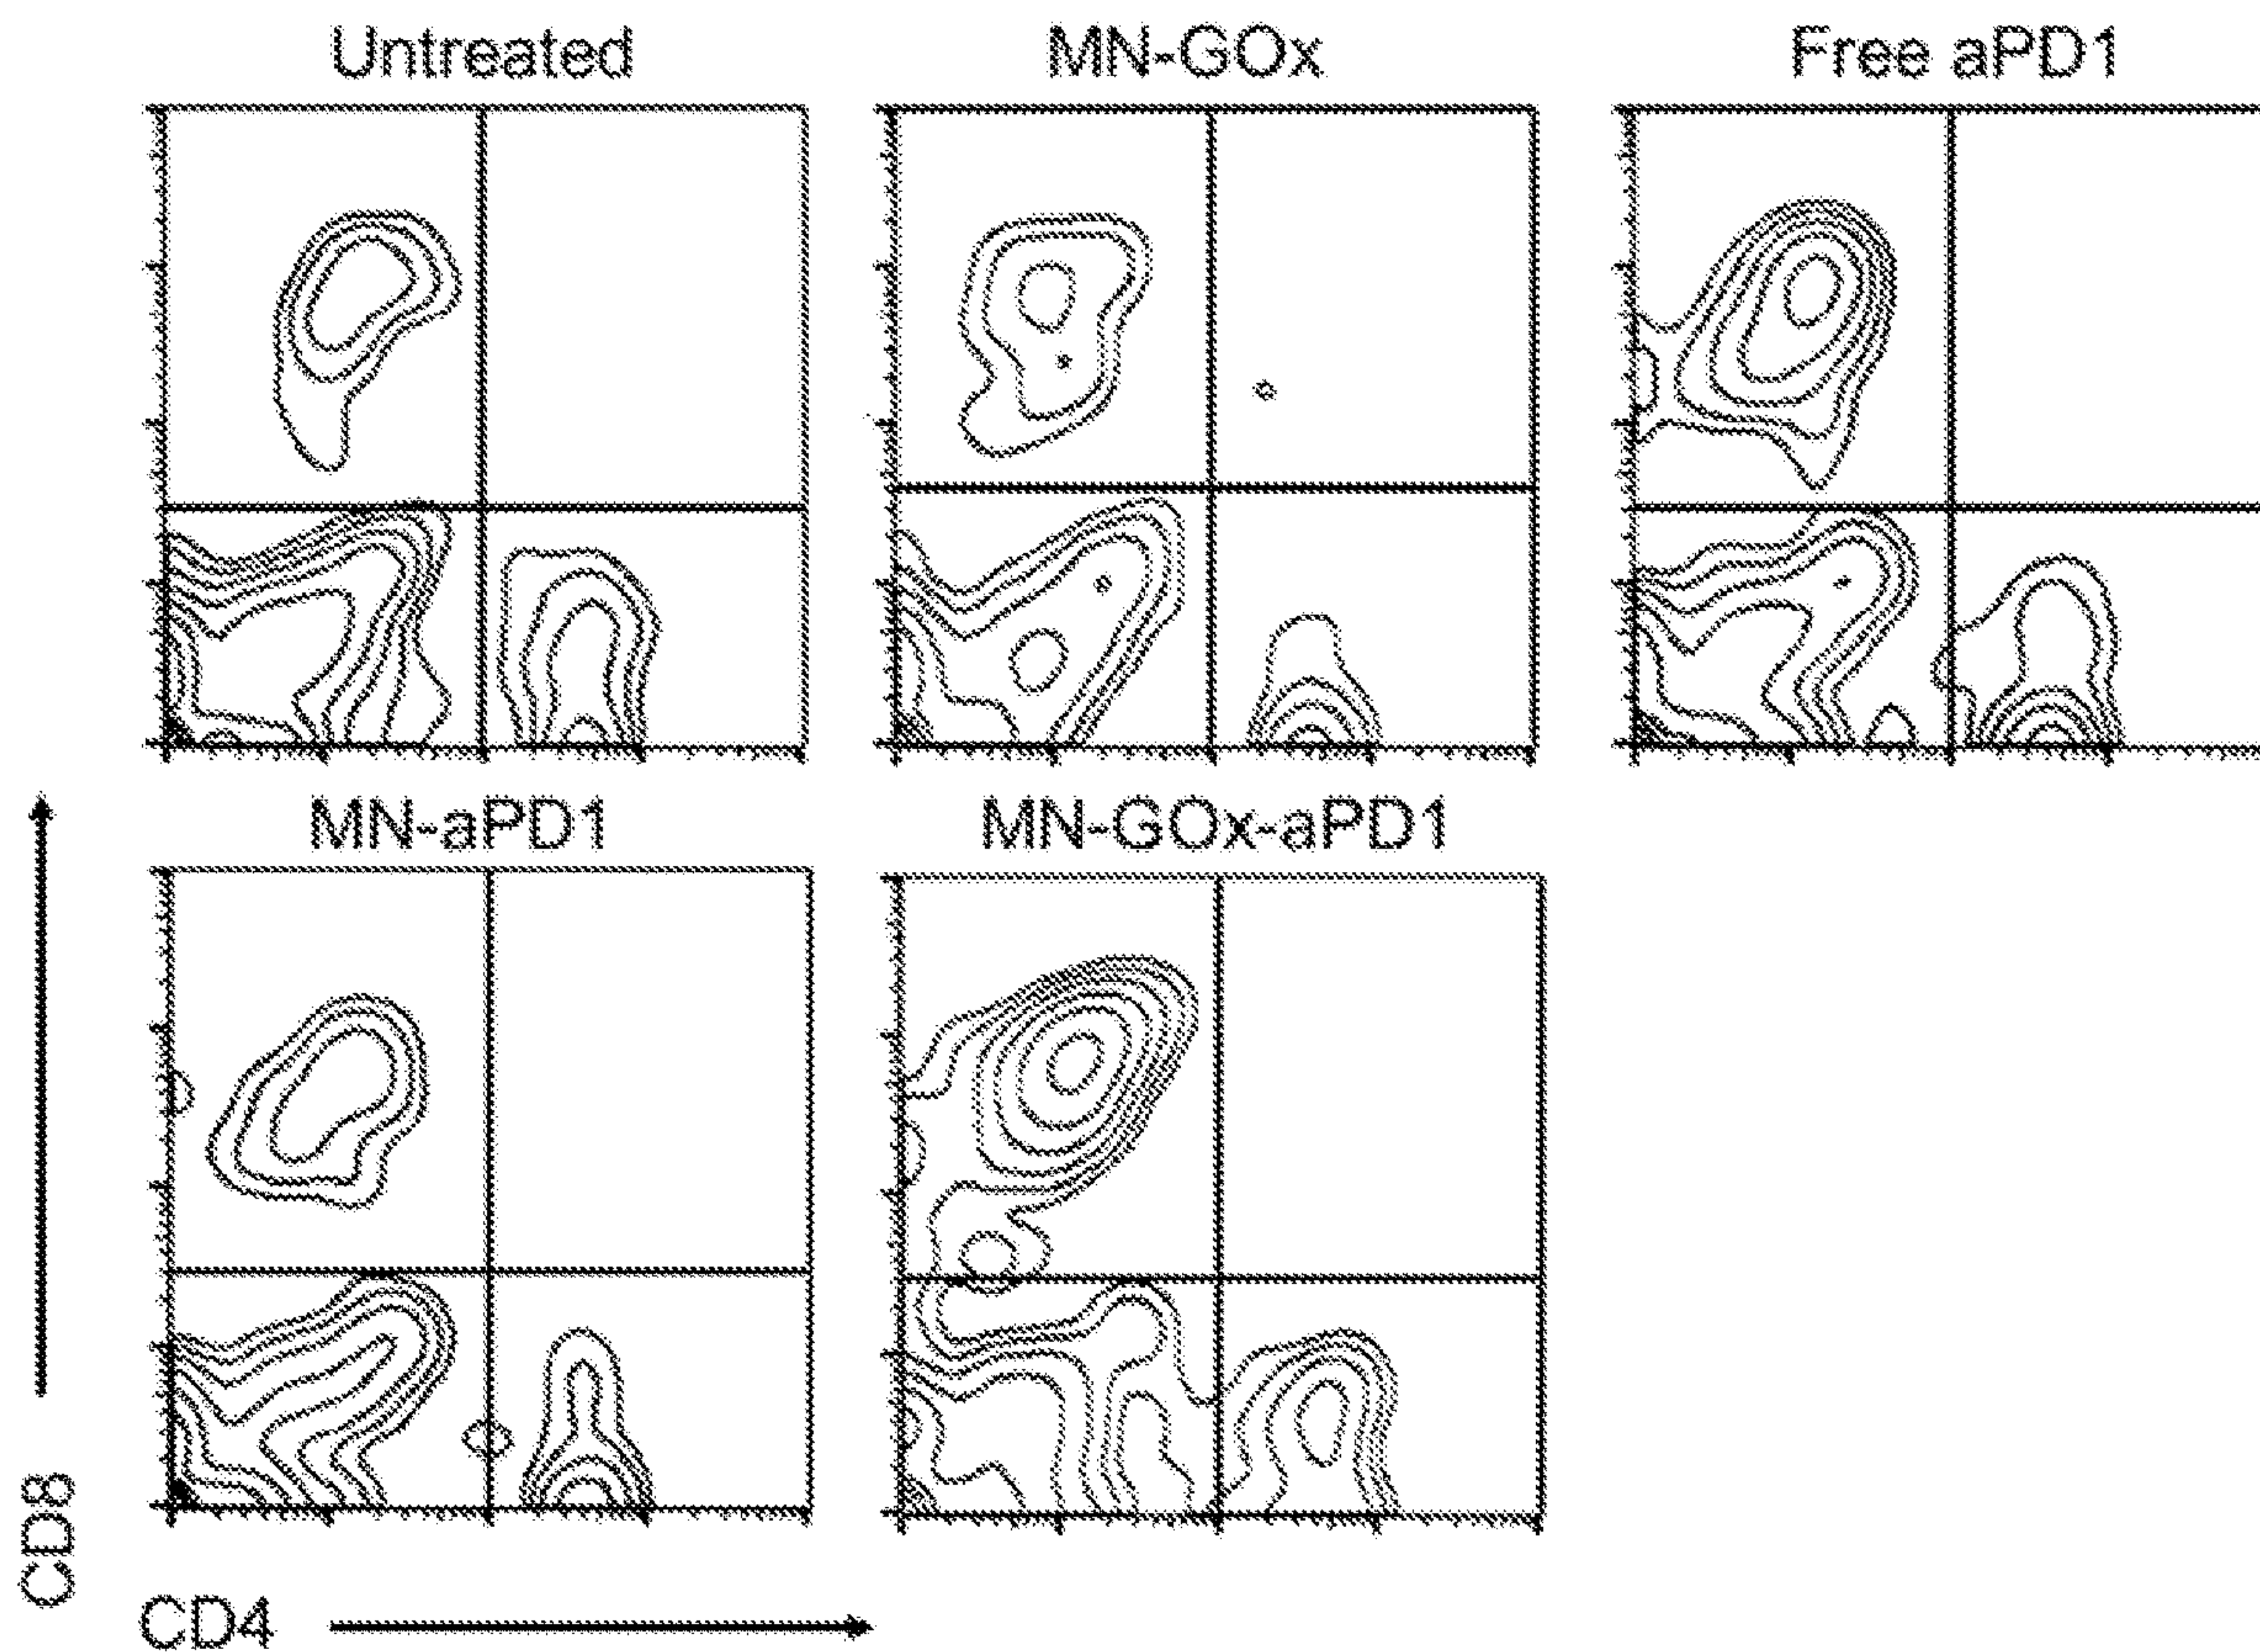 Untreated
MN-GOx
Free aPD1
MN-aPD1
MN-GOx-aPD1
CD8
CD4